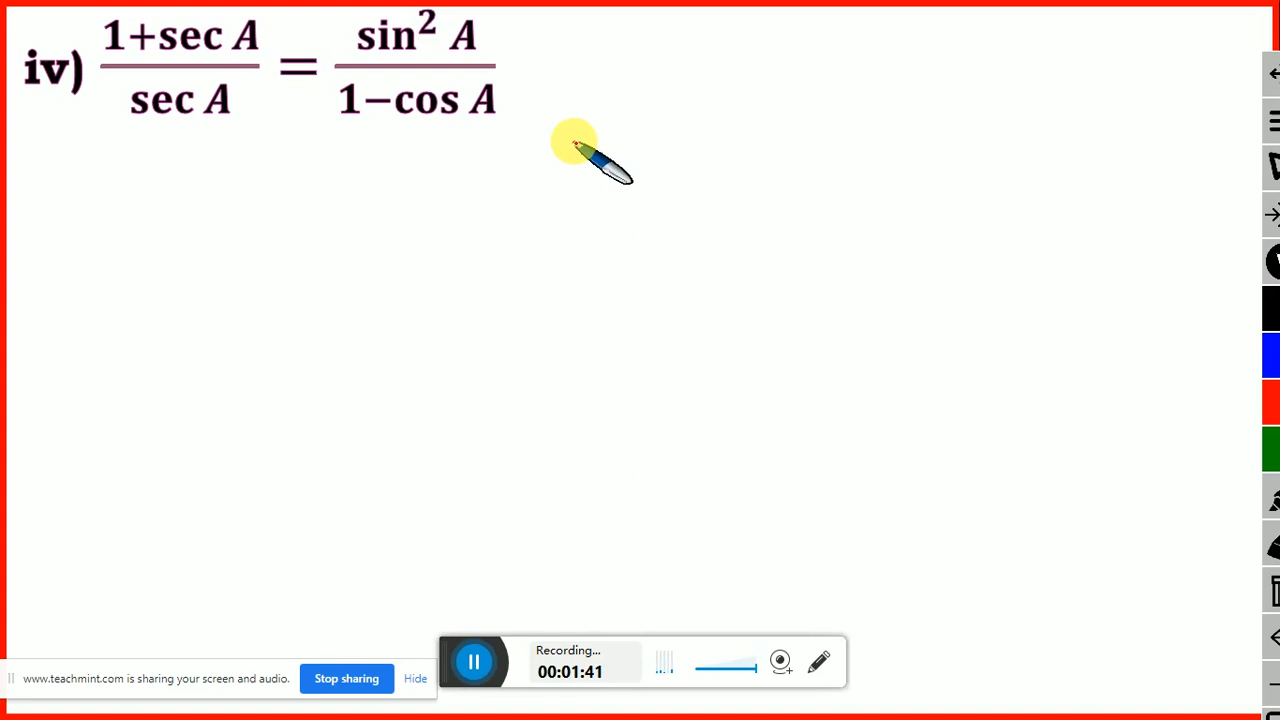 iv) 1+sec A / sec A = sin² A / 1−cos A
Recording...
00:01:41
www.teachmint.com is sharing your screen and audio.
Stop sharing
Hide